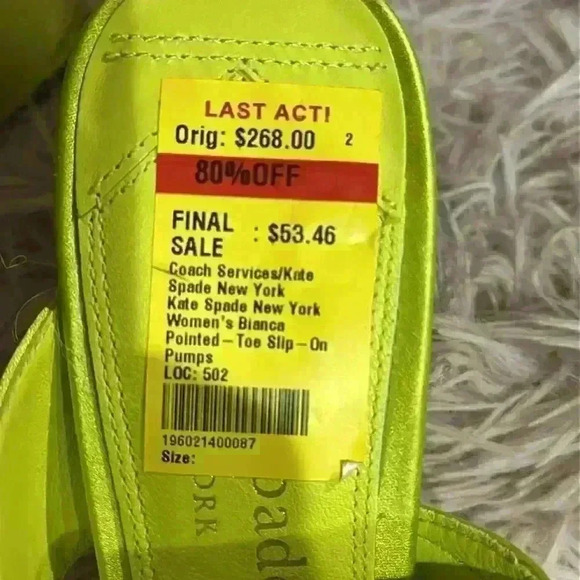 LAST ACT!
Orig: $268.00 2
80%OFF
FINAL SALE : $53.46
Coach Services/Kate
Spade New York
Kate Spade New York
Women's Bianca
Pointed-Toe Slip-On
Pumps
LOC: 502
196021400087
Size: